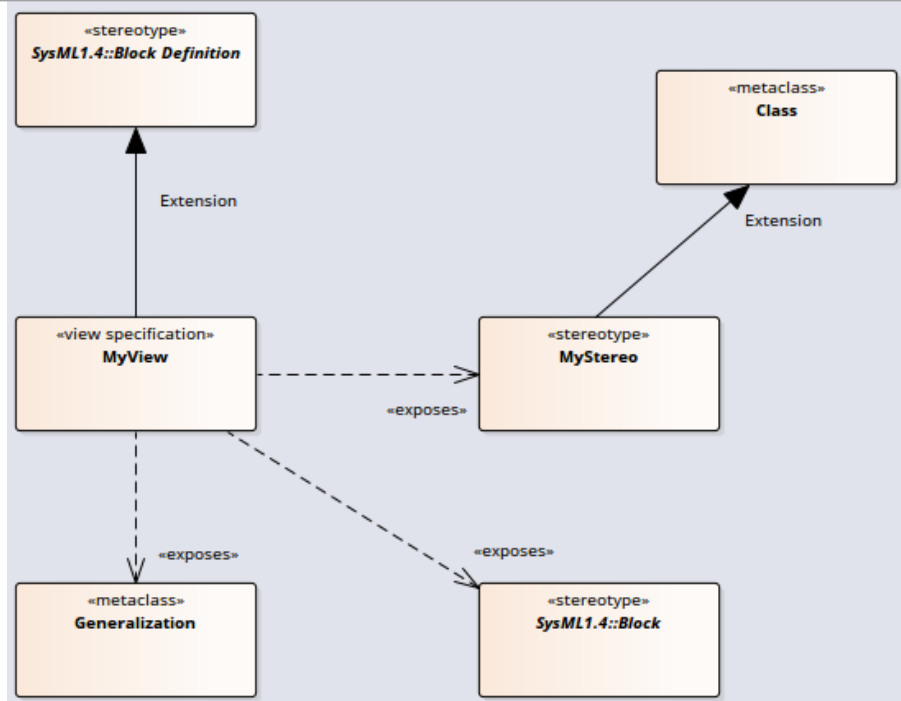 «stereotype»
SysML1.4::Block Definition
«metaclass»
Class
Extension
Extension
«view specification»
MyView
«stereotype»
MyStereo
«exposes»
«exposes»
«exposes»
«metaclass»
Generalization
«stereotype»
SysML1.4::Block